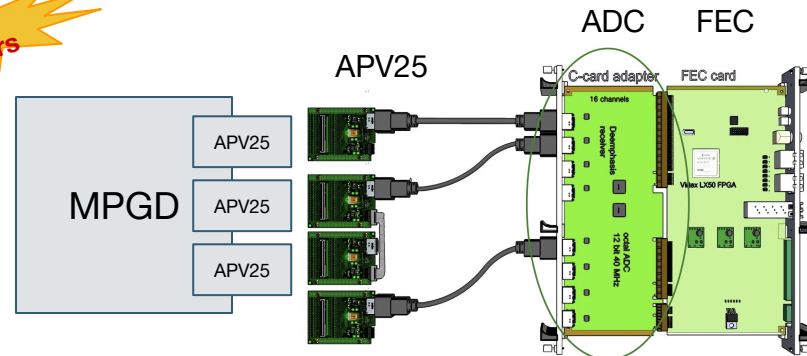 ADC
FEC
rs
APV25
C-card adapter
FEC card
16 channels
APV25
Deemphasis
receiver
MPGD
APV25
Virtex LX50 FPGA
APV25
octal ADC
12 bit 40 MHz